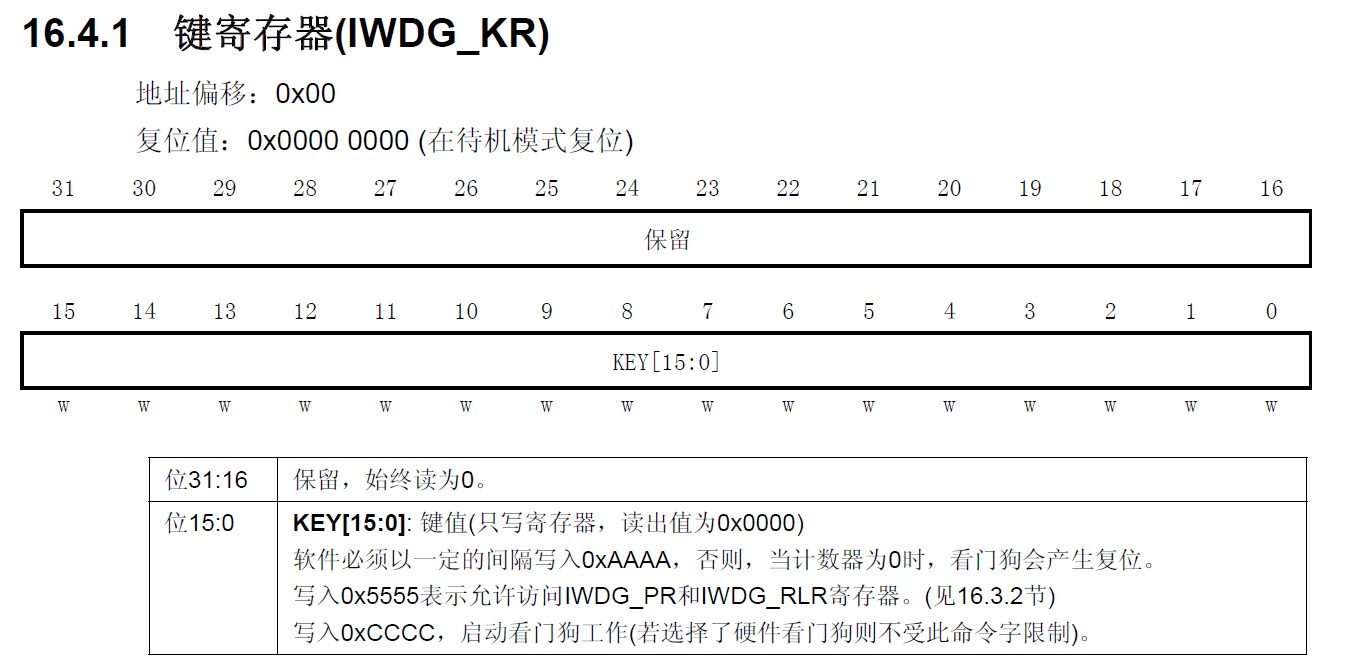 16.4.1 键寄存器(IWDG_KR)
地址偏移：0x00
复位值：0x0000 0000 (在待机模式复位)
31 30 29 28 27 26 25 24 23 22 21 20 19 18 17 16
保留
15 14 13 12 11 10 9 8 7 6 5 4 3 2 1 0
KEY[15:0]
w w w w w w w w w w w w w w w w
位31:16 保留，始终读为0。
位15:0 KEY[15:0]: 键值(只写寄存器，读出值为0x0000)
软件必须以一定的间隔写入0xAAAA，否则，当计数器为0时，看门狗会产生复位。
写入0x5555表示允许访问IWDG_PR和IWDG_RLR寄存器。(见16.3.2节)
写入0xCCCC，启动看门狗工作(若选择了硬件看门狗则不受此命令字限制)。